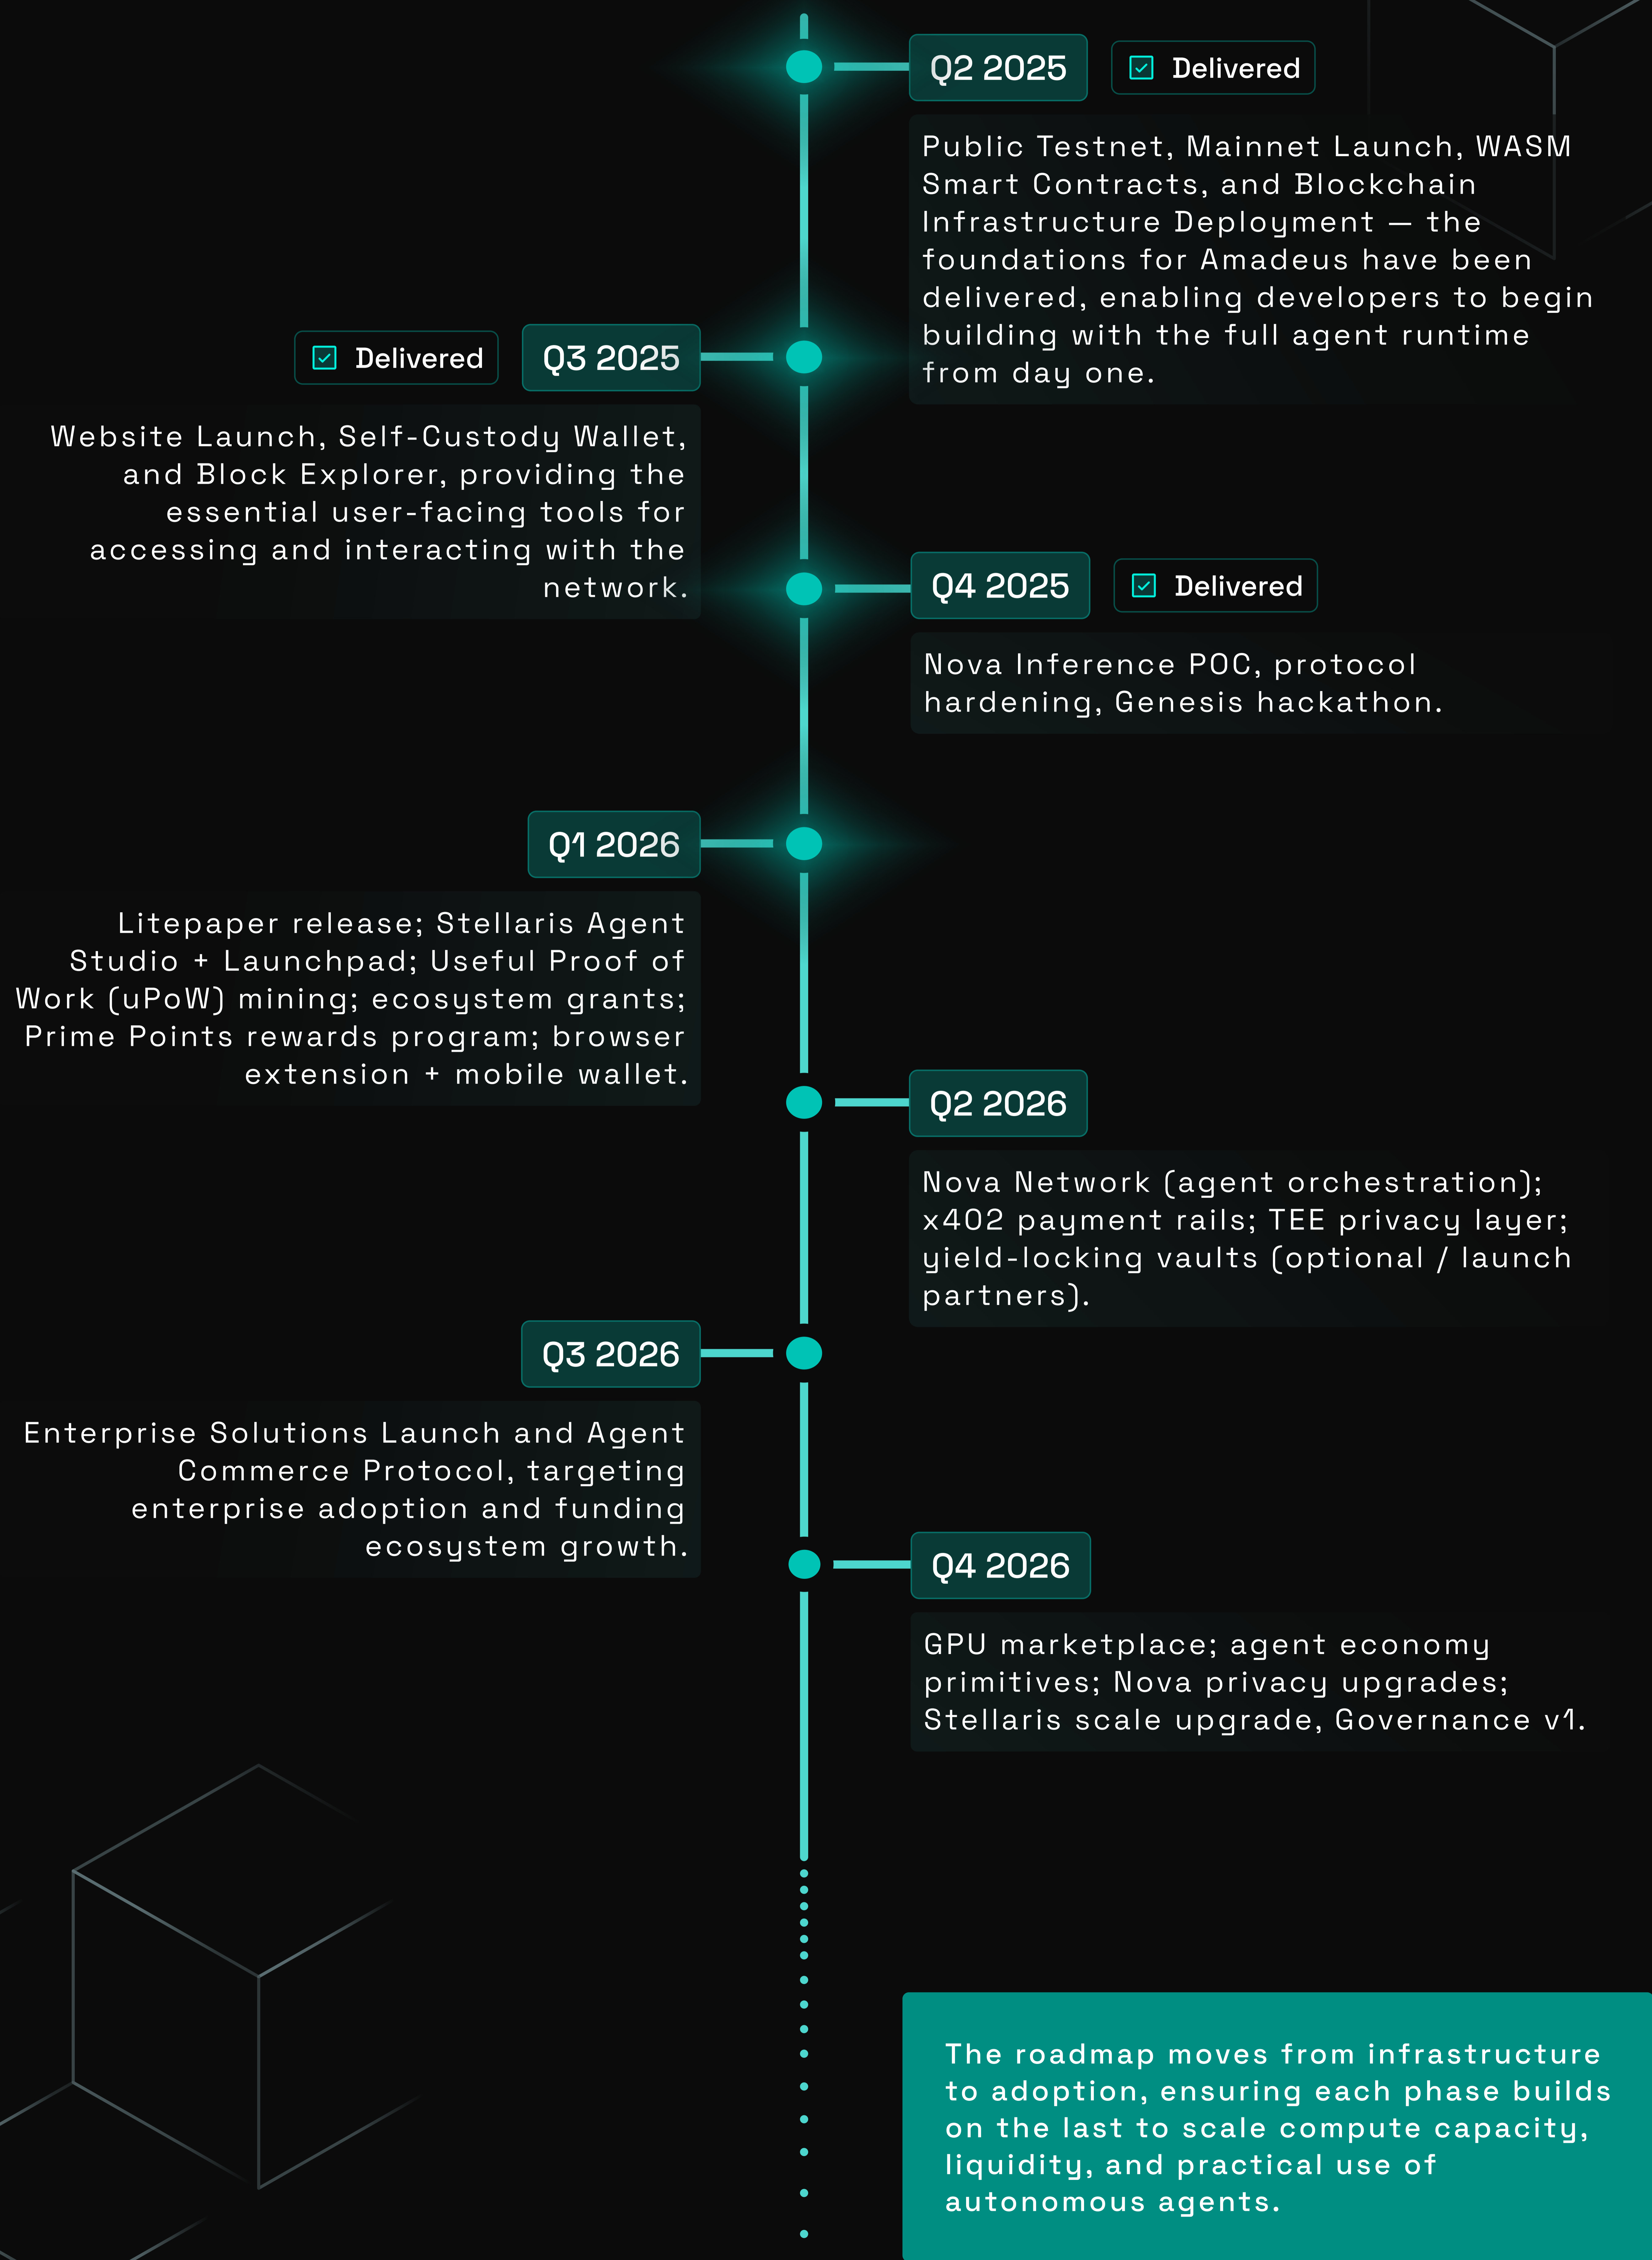 Q2 2025
Delivered
Public Testnet, Mainnet Launch, WASM
Smart Contracts, and Blockchain
Infrastructure Deployment — the
foundations for Amadeus have been
delivered, enabling developers to begin
building with the full agent runtime
from day one.
Delivered
Q3 2025
Website Launch, Self-Custody Wallet,
and Block Explorer, providing the
essential user-facing tools for
accessing and interacting with the
network.
Q4 2025
Delivered
Nova Inference POC, protocol
hardening, Genesis hackathon.
Q1 2026
Litepaper release; Stellaris Agent
Studio + Launchpad; Useful Proof of
Work (uPoW) mining; ecosystem grants;
Prime Points rewards program; browser
extension + mobile wallet.
Q2 2026
Nova Network (agent orchestration);
x402 payment rails; TEE privacy layer;
yield-locking vaults (optional / launch
partners).
Q3 2026
Enterprise Solutions Launch and Agent
Commerce Protocol, targeting
enterprise adoption and funding
ecosystem growth.
Q4 2026
GPU marketplace; agent economy
primitives; Nova privacy upgrades;
Stellaris scale upgrade, Governance v1.
The roadmap moves from infrastructure
to adoption, ensuring each phase builds
on the last to scale compute capacity,
liquidity, and practical use of
autonomous agents.